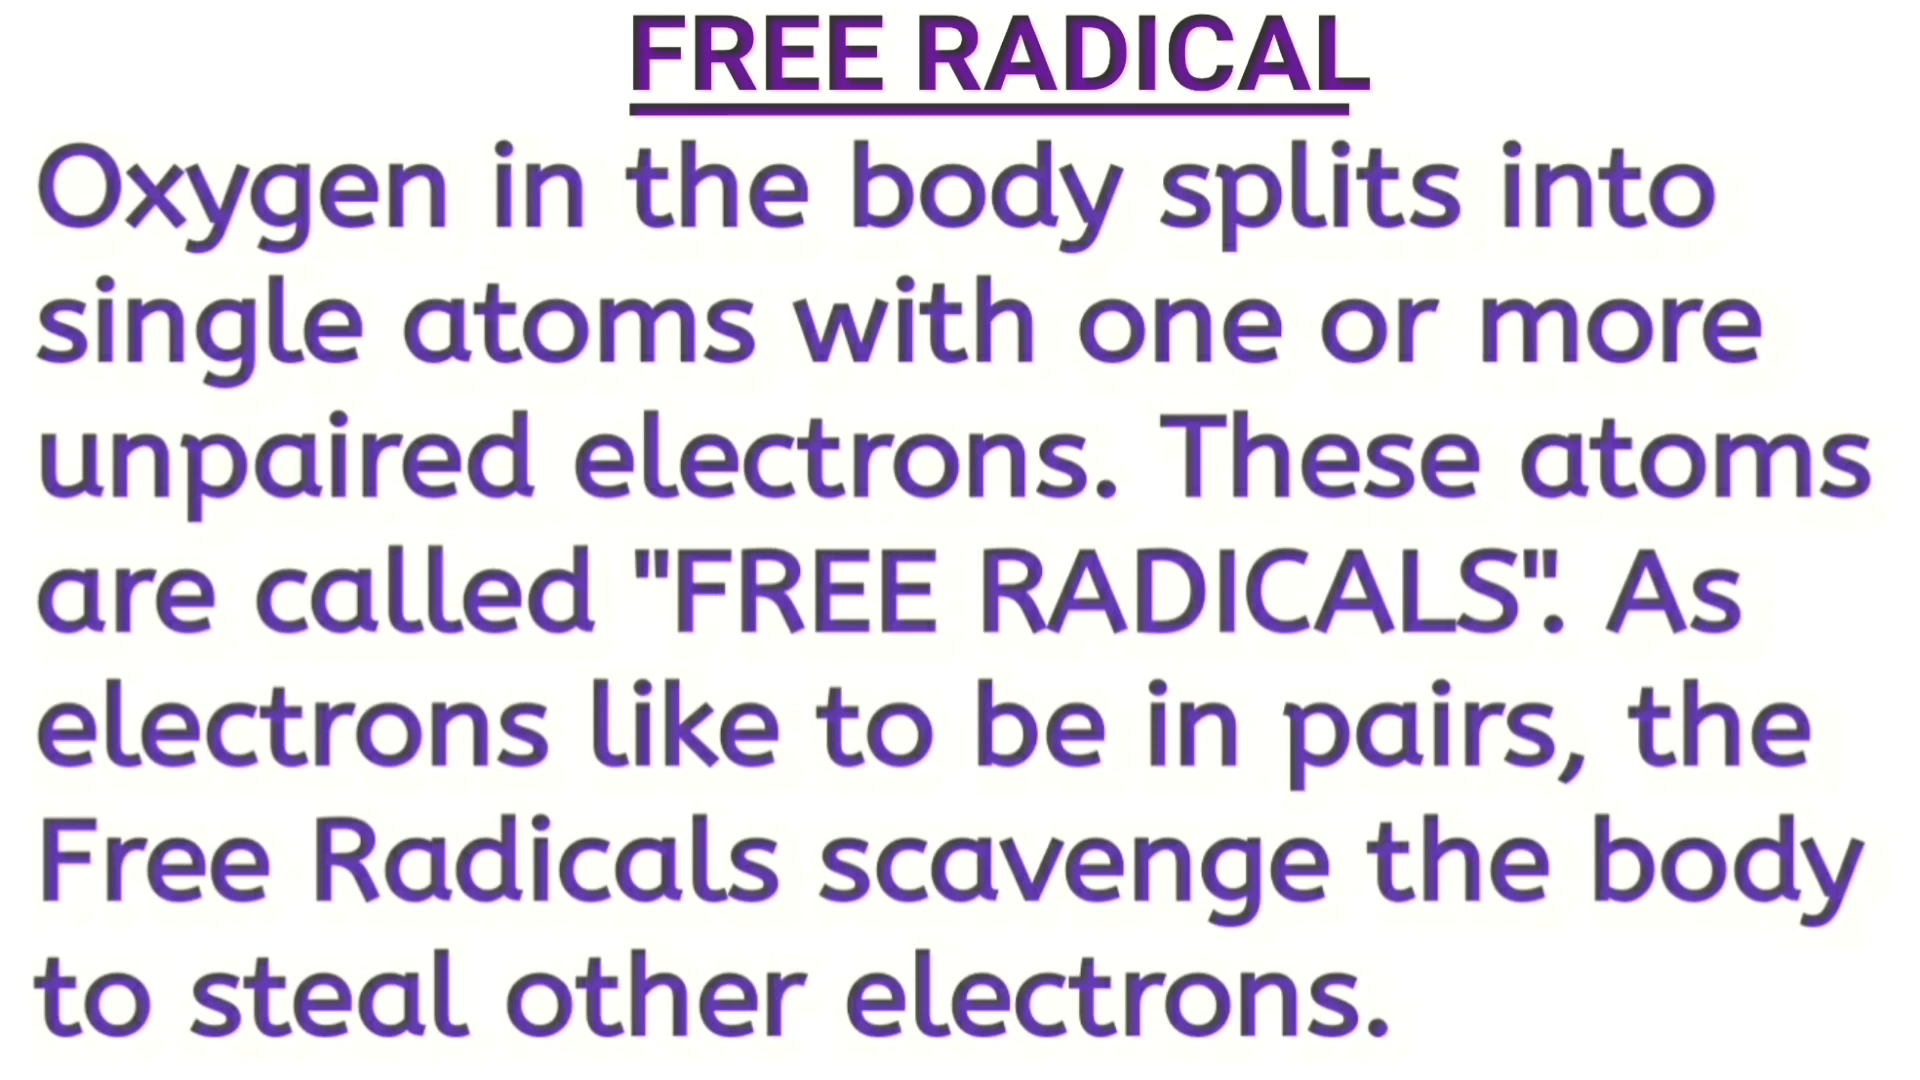 FREE RADICAL
Oxygen in the body splits into
single atoms with one or more
unpaired electrons. These atoms
are called "FREE RADICALS". As
electrons like to be in pairs, the
Free Radicals scavenge the body
to steal other electrons.